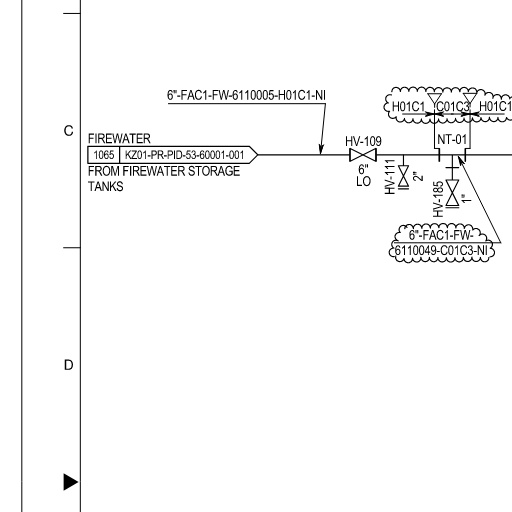 6"-FAC1-FW-6110005-H01C1-NI
H01C1
C01C3
H01C1
C
FIREWATER
HV-109
NT-01
1065
KZ01-PR-PID-53-60001-001
FROM FIREWATER STORAGE
TANKS
6"
LO
HV-111
2"
HV-185
1"
6"-FAC1-FW-
6110049-C01C3-NI
D